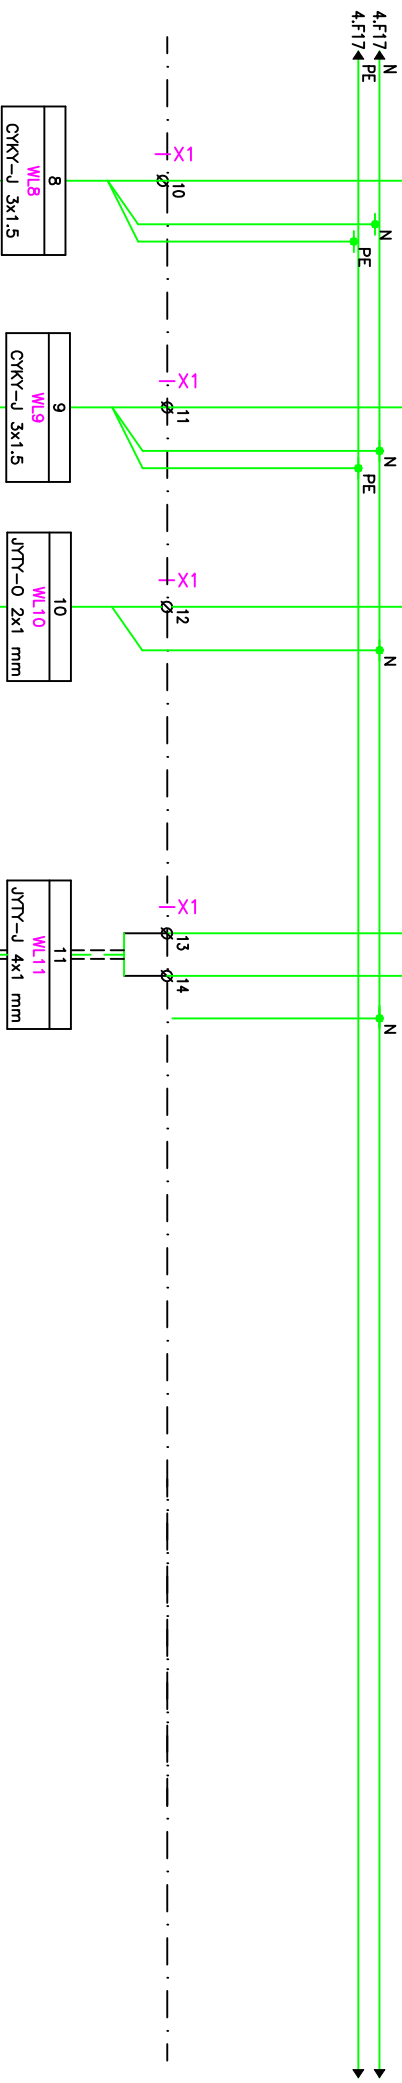 4.F17 N
4.F17 PE
-X1
10
N
PE
8
WL8
CYKY-J 3x1.5
-X1
11
N
PE
9
WL9
CYKY-J 3x1.5
-X1
12
N
10
WL10
JYTY-O 2x1 mm
-X1
13
14
N
11
WL11
JYTY-J 4x1 mm